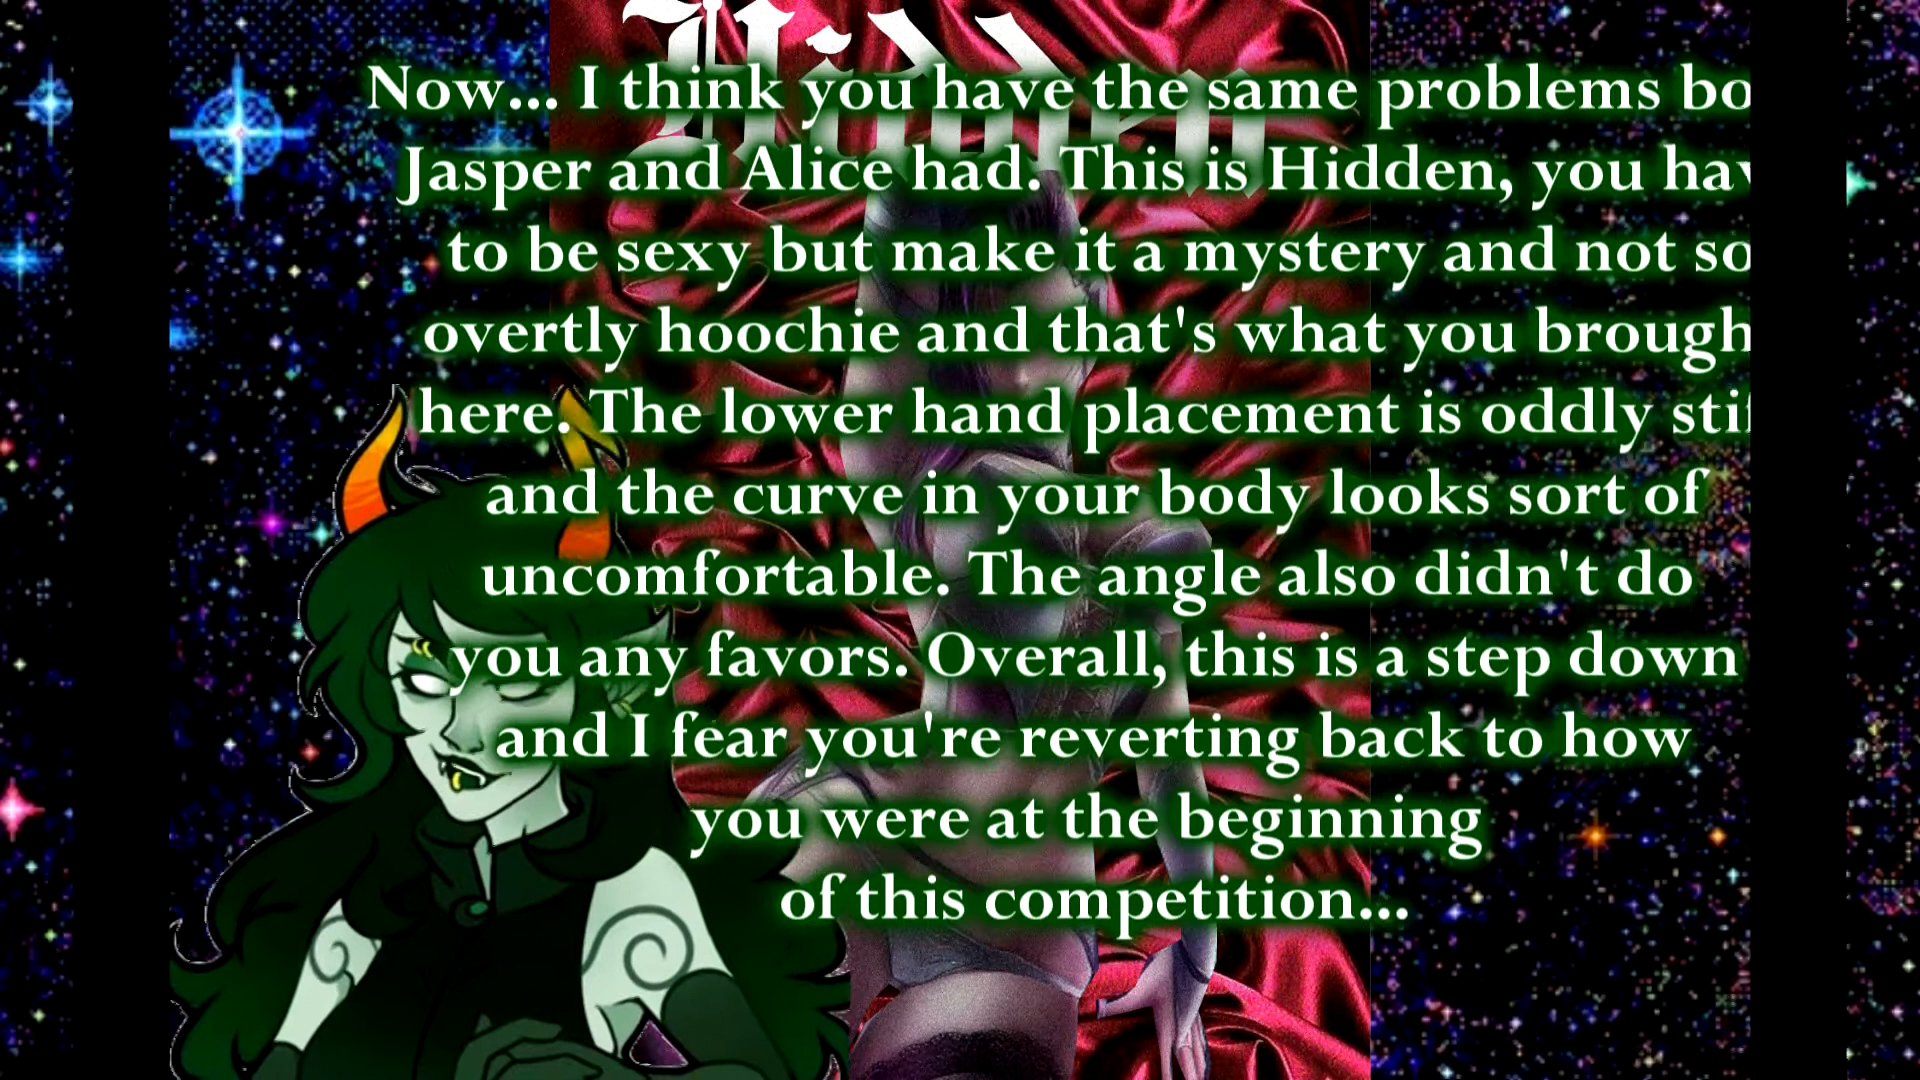 Hidden
Now... I think you have the same problems bo
Jasper and Alice had. This is Hidden, you hav
to be sexy but make it a mystery and not so
overtly hoochie and that's what you brough
here. The lower hand placement is oddly stif
and the curve in your body looks sort of
uncomfortable. The angle also didn't do
you any favors. Overall, this is a step down
and I fear you're reverting back to how
you were at the beginning
of this competition...